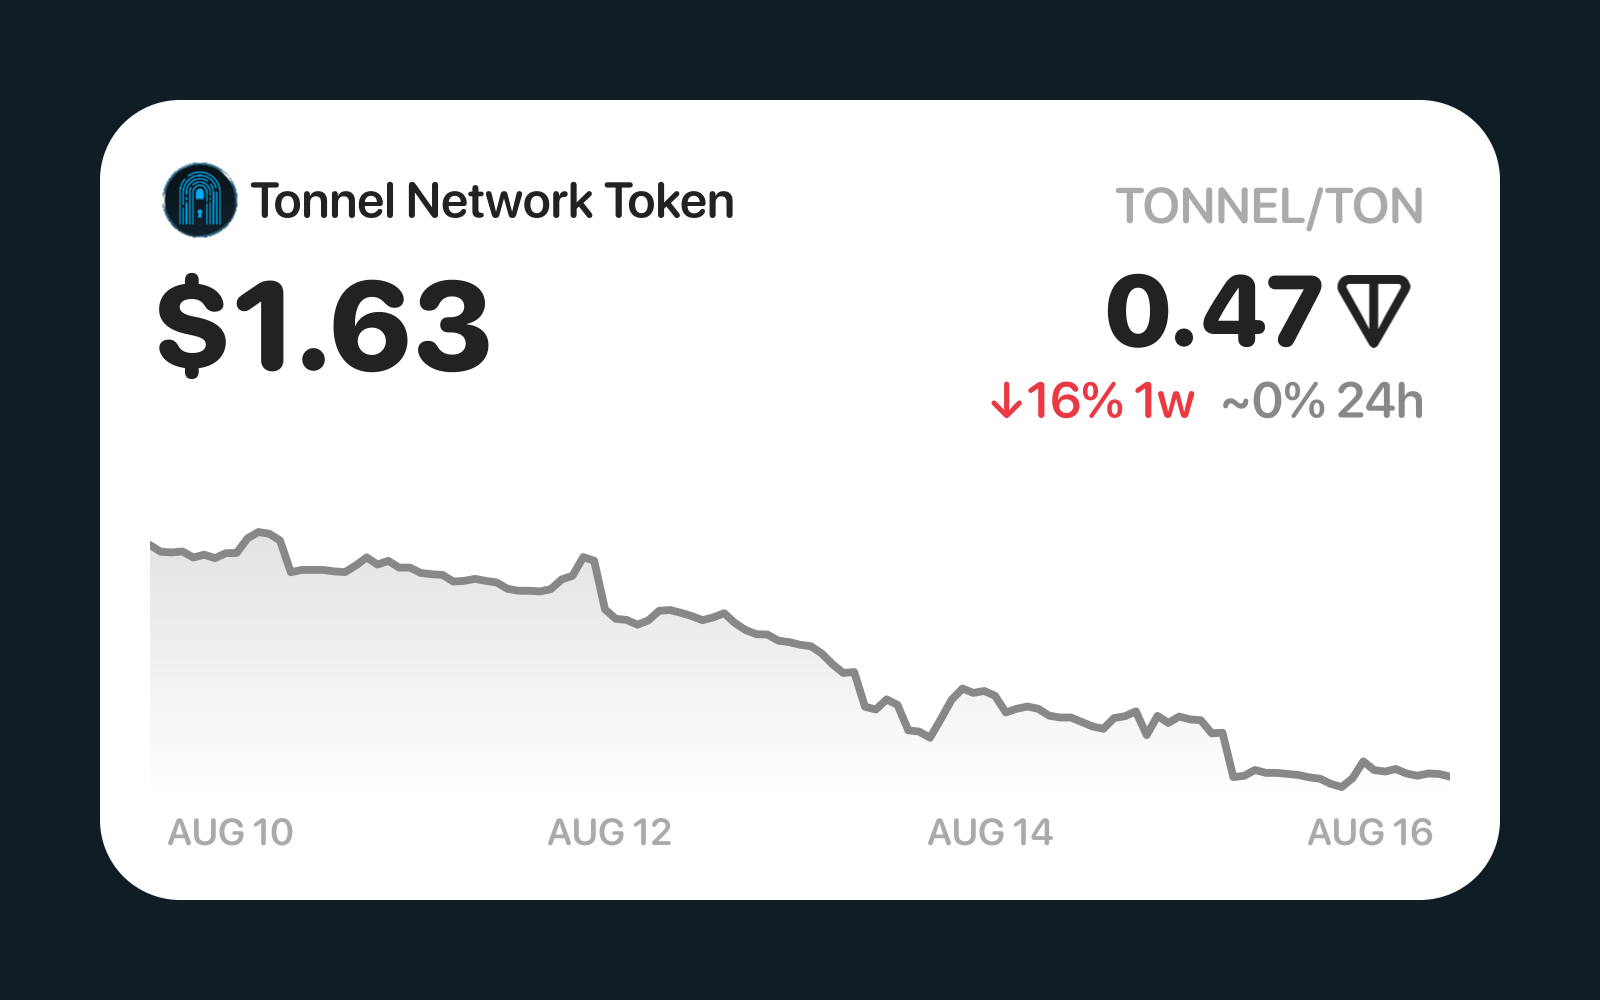 Tonnel Network Token
TONNEL/TON
$1.63
0.47
↓16% 1w ~0% 24h
AUG 10 AUG 12 AUG 14 AUG 16